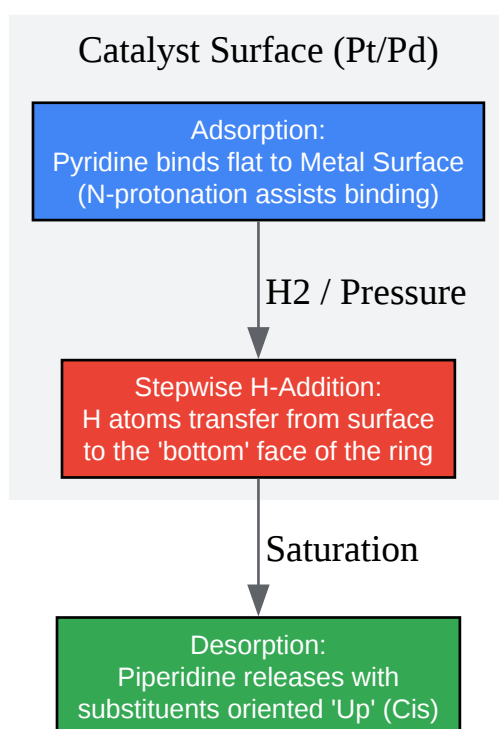 Catalyst Surface (Pt/Pd)
Adsorption:
Pyridine binds flat to Metal Surface
(N-protonation assists binding)
H2 / Pressure
Stepwise H-Addition:
H atoms transfer from surface
to the 'bottom' face of the ring
Saturation
Desorption:
Piperidine releases with
substituents oriented 'Up' (Cis)